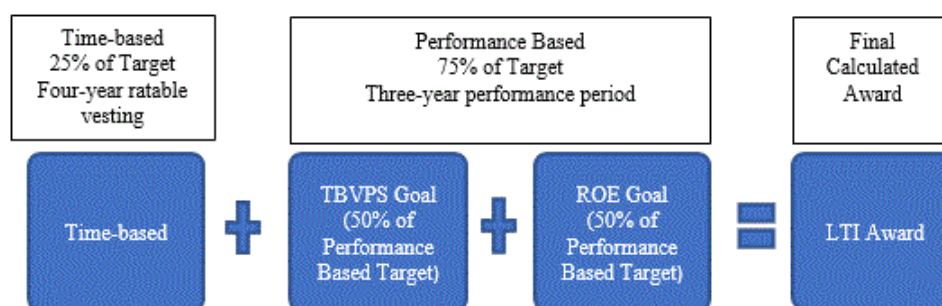 Time-based
25% of Target
Four-year ratable
vesting
Performance Based
75% of Target
Three-year performance period
Final
Calculated
Award
Time-based
TBVPS Goal
(50% of
Performance
Based Target)
ROE Goal
(50% of
Performance
Based Target)
LTI Award